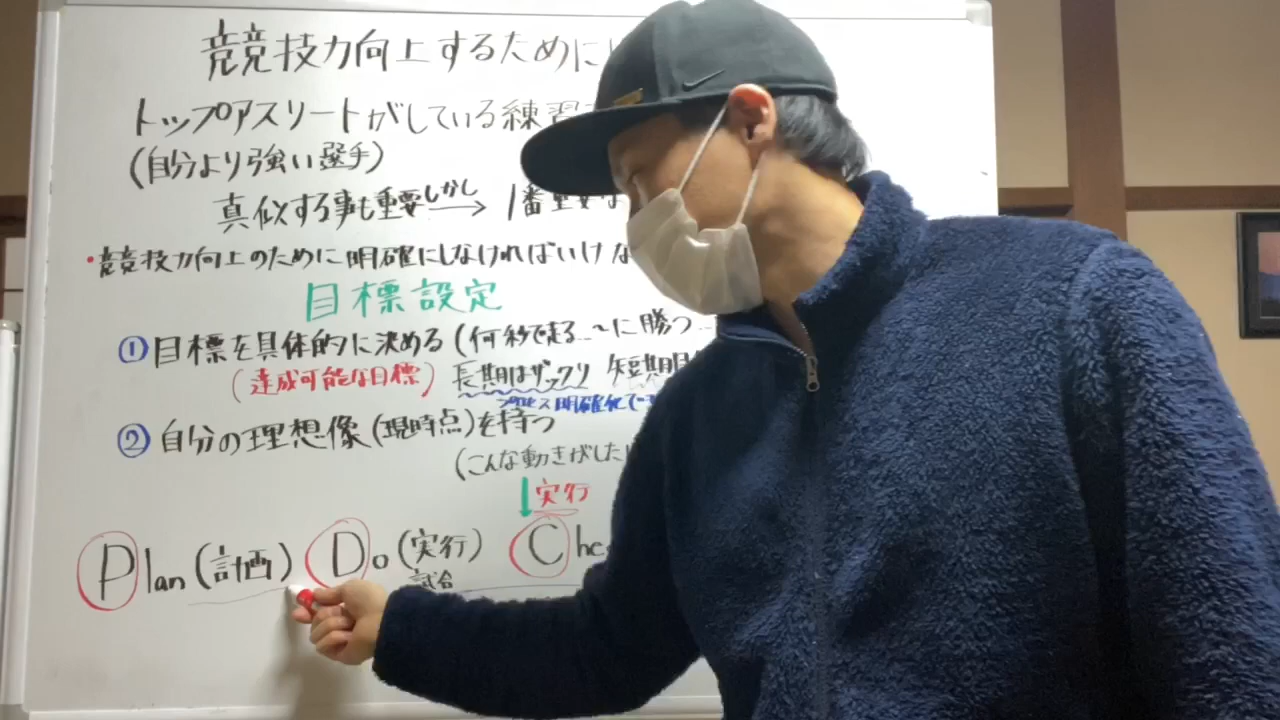 競技力向上するために
トップアスリートがしている練習
(自分より強い選手)
真似する事も重要 しかし → 1番重要な
・競技力向上のために明確にしなければいけな
目標設定
① 目標を具体的に決める (何秒で走る...〜に勝つ...
(達成可能な目標) 長期はザックリ 短期目
明確化
② 自分の理想像(現時点)を持つ
(こんな動きがしたい
↓実行
Plan (計画) Do (実行) Che
試合